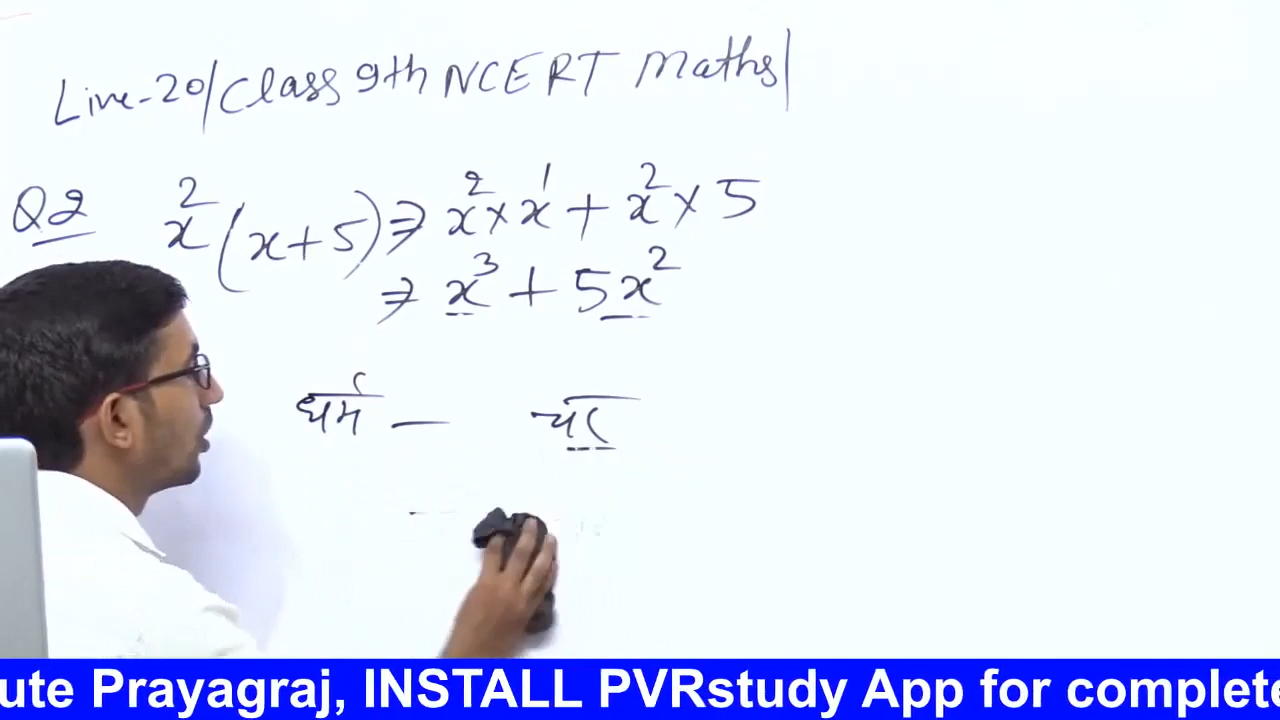 Live-20/Class 9th NCERT Maths/
Q2 x²(x+5) ⇒ x²×x¹ + x²×5
⇒ x³ + 5x²
धर्म — चर
ute Prayagraj, INSTALL PVRstudy App for complete